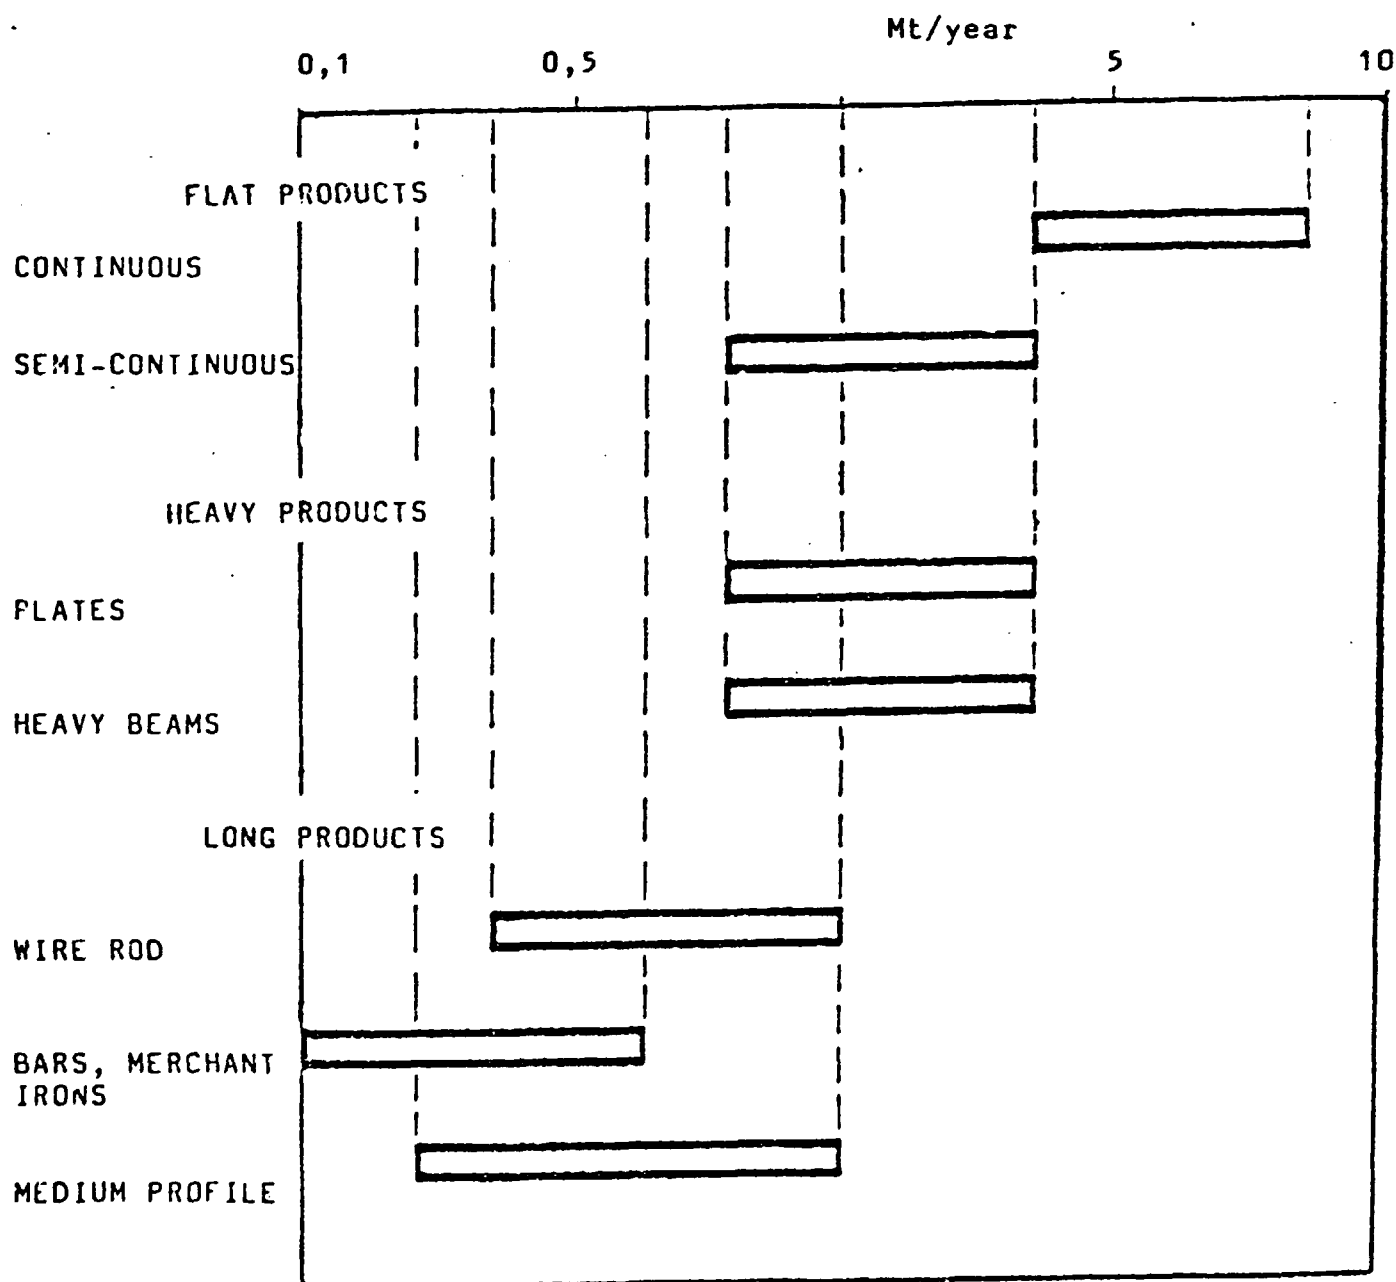 Mt/year
0,1 0,5 5 10
FLAT PRODUCTS
CONTINUOUS
SEMI-CONTINUOUS
HEAVY PRODUCTS
PLATES
HEAVY BEAMS
LONG PRODUCTS
WIRE ROD
BARS, MERCHANT
IRONS
MEDIUM PROFILE